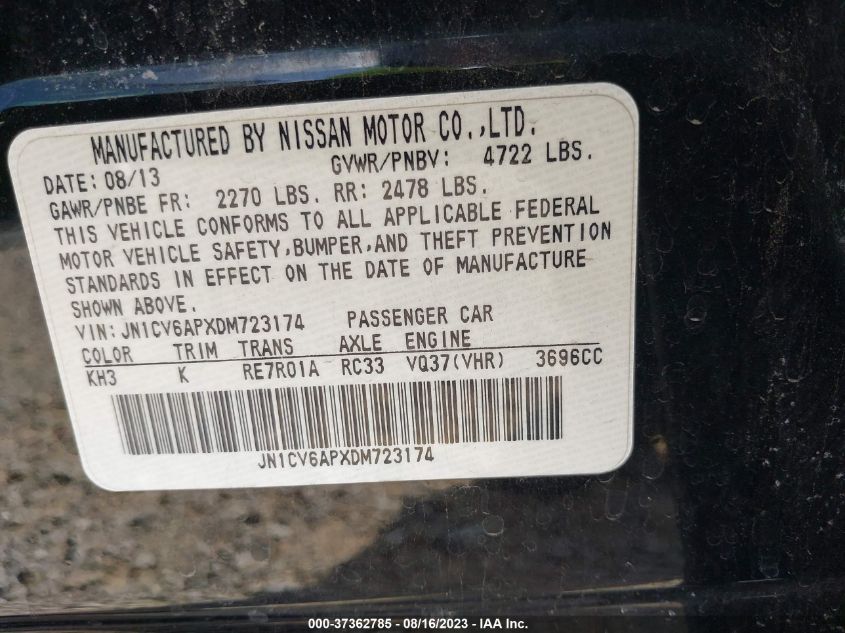 MANUFACTURED BY NISSAN MOTOR CO.,LTD.
DATE: 08/13 GVWR/PNBV: 4722 LBS.
GAWR/PNBE FR: 2270 LBS. RR: 2478 LBS.
THIS VEHICLE CONFORMS TO ALL APPLICABLE FEDERAL
MOTOR VEHICLE SAFETY,BUMPER,AND THEFT PREVENTION
STANDARDS IN EFFECT ON THE DATE OF MANUFACTURE
SHOWN ABOVE.
VIN: JN1CV6APXDM723174 PASSENGER CAR
COLOR TRIM TRANS AXLE ENGINE
KH3 K RE7R01A RC33 VQ37(VHR) 3696CC
JN1CV6APXDM723174
000-37362785 - 08/16/2023 - IAA Inc.